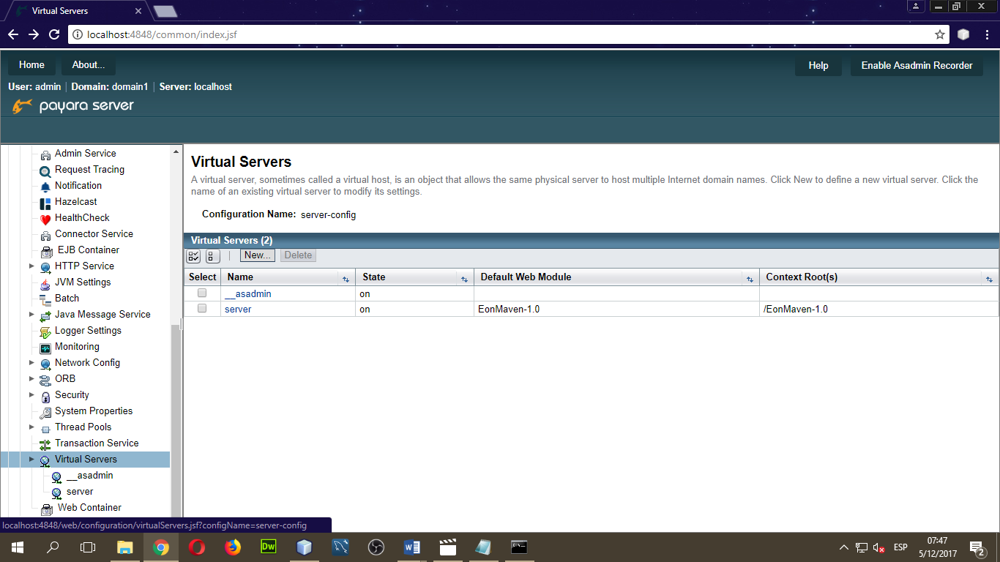 Virtual Servers
localhost:4848/common/index.jsf
Home About... Help Enable Asadmin Recorder
User: admin | Domain: domain1 | Server: localhost
payara server
Admin Service
Request Tracing
Notification
Hazelcast
HealthCheck
Connector Service
EJB Container
HTTP Service
JVM Settings
Batch
Java Message Service
Logger Settings
Monitoring
Network Config
ORB
Security
System Properties
Thread Pools
Transaction Service
Virtual Servers
__asadmin
server
Web Container
Virtual Servers
A virtual server, sometimes called a virtual host, is an object that allows the same physical server to host multiple Internet domain names. Click New to define a new virtual server. Click the
name of an existing virtual server to modify its settings.
Configuration Name: server-config
Virtual Servers (2)
New... Delete
Select Name State Default Web Module Context Root(s)
__asadmin on
server on EonMaven-1.0 /EonMaven-1.0
localhost:4848/web/configuration/virtualServers.jsf?configName=server-config
Dw
ESP
07:47
5/12/2017
2